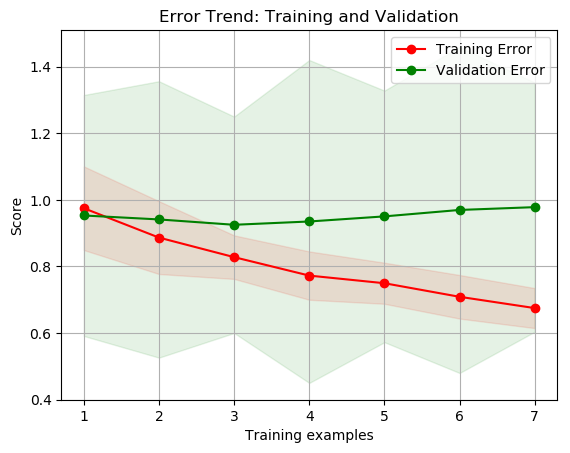 Error Trend: Training and Validation
Training Error
Validation Error
Score
1.4
1.2
1.0
0.8
0.6
0.4
1 2 3 4 5 6 7
Training examples